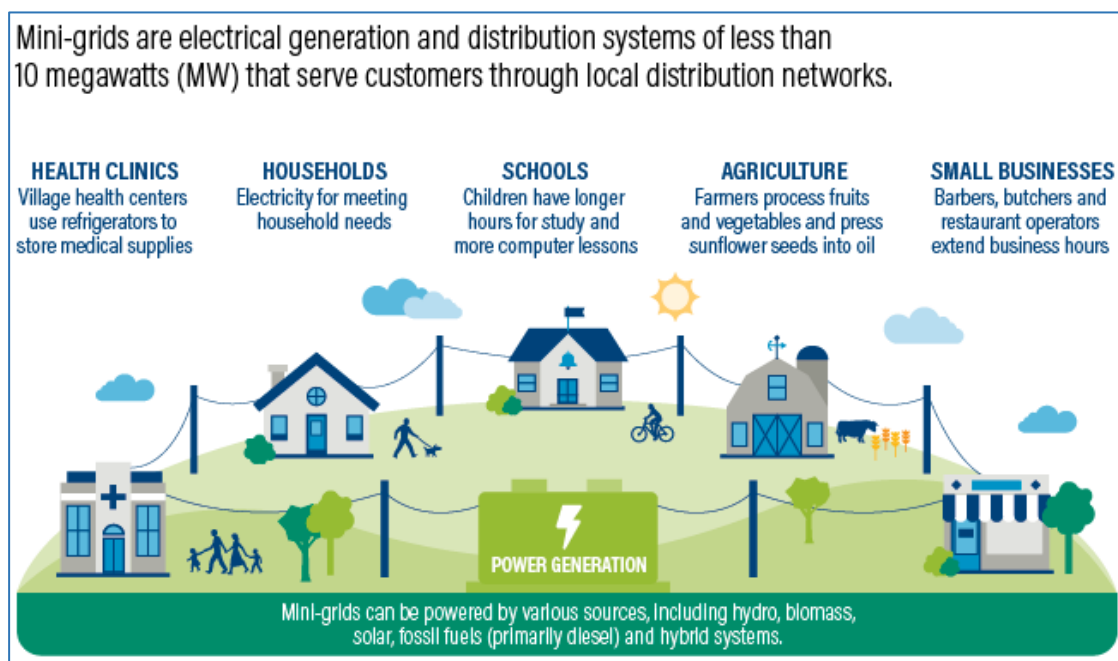 Mini-grids are electrical generation and distribution systems of less than
10 megawatts (MW) that serve customers through local distribution networks.
HEALTH CLINICS
Village health centers
use refrigerators to
store medical supplies
HOUSEHOLDS
Electricity for meeting
household needs
SCHOOLS
Children have longer
hours for study and
more computer lessons
AGRICULTURE
Farmers process fruits
and vegetables and press
sunflower seeds into oil
SMALL BUSINESSES
Barbers, butchers and
restaurant operators
extend business hours
POWER GENERATION
Mini-grids can be powered by various sources, including hydro, biomass,
solar, fossil fuels (primarily diesel) and hybrid systems.